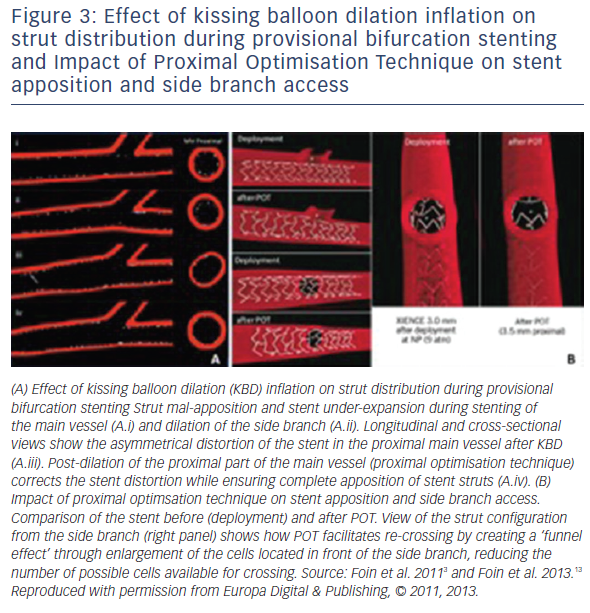 Figure 3: Effect of kissing balloon dilation inflation on
strut distribution during provisional bifurcation stenting
and Impact of Proximal Optimisation Technique on stent
apposition and side branch access
i
MV Proximal
ii
iii
iv
A
Deployment
after POT
Deployment
after POT
Deployment
after POT
XIENCE 3.0 mm
after deployment
at NP (9 atm)
After POT
(3.5 mm proximal)
B
(A) Effect of kissing balloon dilation (KBD) inflation on strut distribution during provisional
bifurcation stenting Strut mal-apposition and stent under-expansion during stenting of
the main vessel (A.i) and dilation of the side branch (A.ii). Longitudinal and cross-sectional
views show the asymmetrical distortion of the stent in the proximal main vessel after KBD
(A.iii). Post-dilation of the proximal part of the main vessel (proximal optimisation technique)
corrects the stent distortion while ensuring complete apposition of stent struts (A.iv). (B)
Impact of proximal optimsation technique on stent apposition and side branch access.
Comparison of the stent before (deployment) and after POT. View of the strut configuration
from the side branch (right panel) shows how POT facilitates re-crossing by creating a ‘funnel
effect’ through enlargement of the cells located in front of the side branch, reducing the
number of possible cells available for crossing. Source: Foin et al. 2011³ and Foin et al. 2013.¹³
Reproduced with permission from Europa Digital & Publishing, © 2011, 2013.